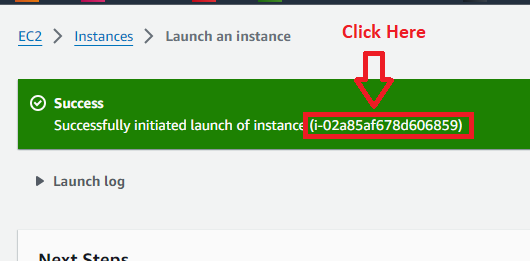 EC2 > Instances > Launch an instance
Click Here
Success
Successfully initiated launch of instance (i-02a85af678d606859)
Launch log
Next Steps